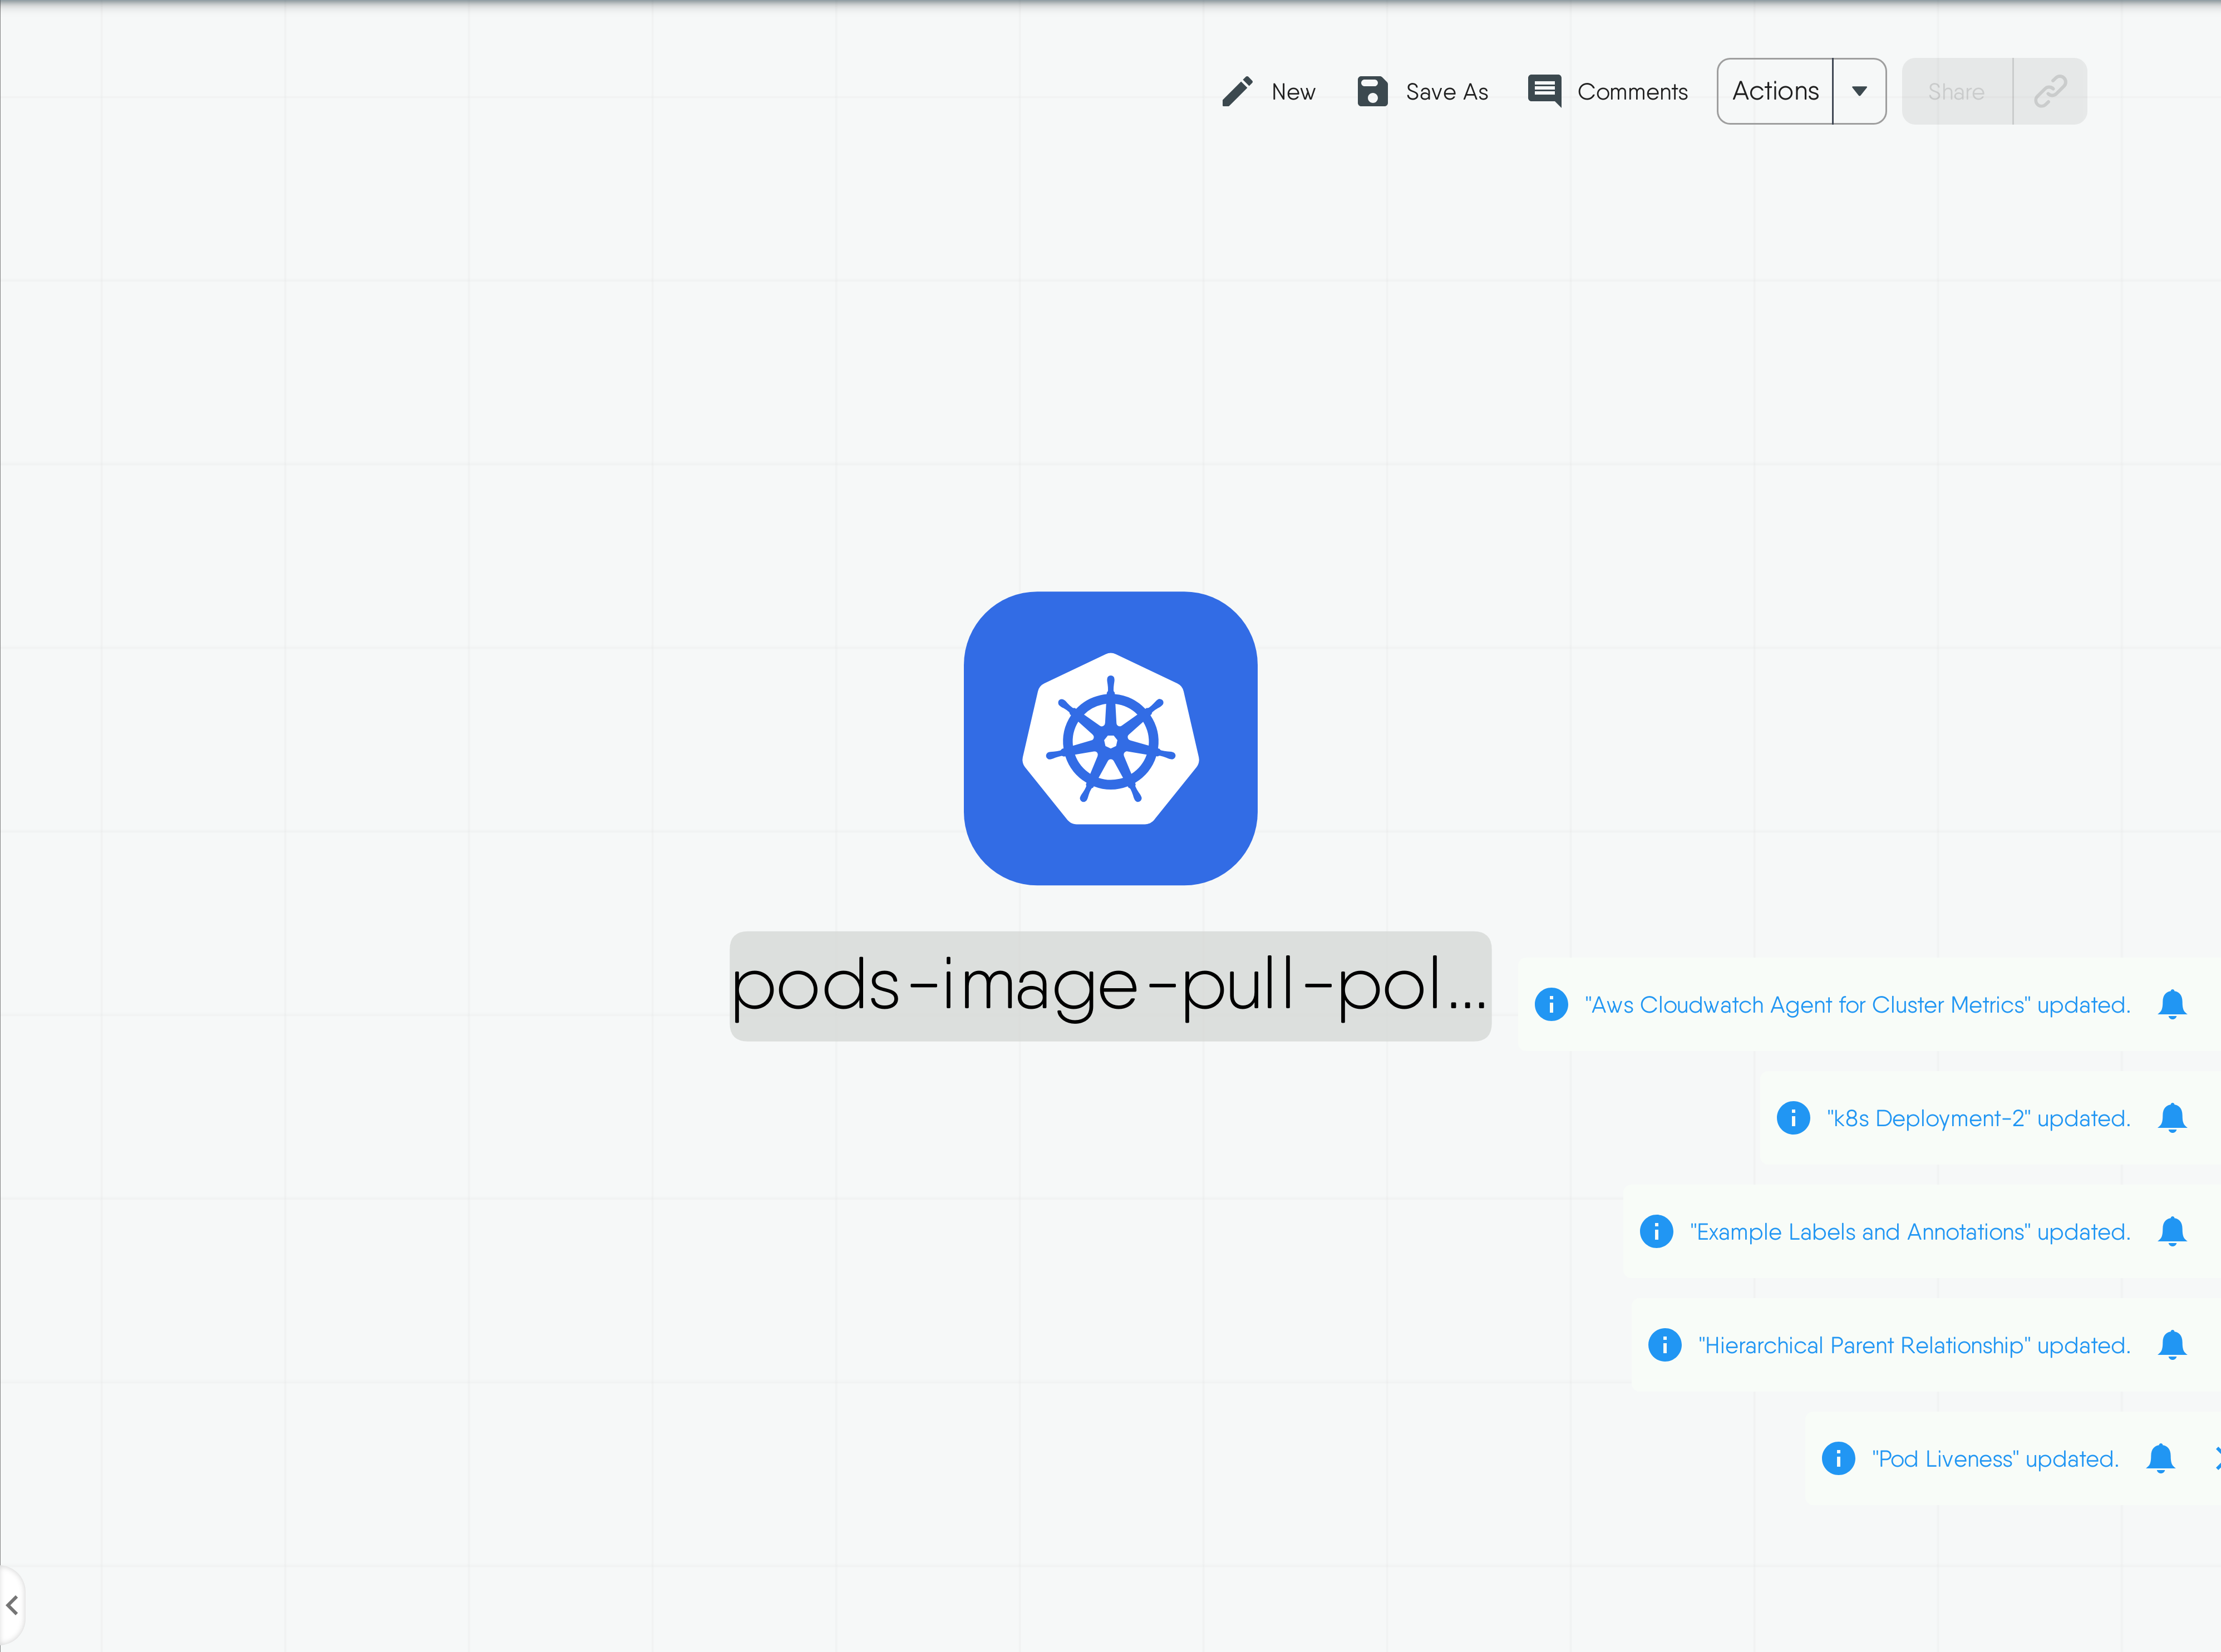 New
Save As
Comments
Actions
Share
pods-image-pull-pol...
"Aws Cloudwatch Agent for Cluster Metrics" updated.
"k8s Deployment-2" updated.
"Example Labels and Annotations" updated.
"Hierarchical Parent Relationship" updated.
"Pod Liveness" updated.